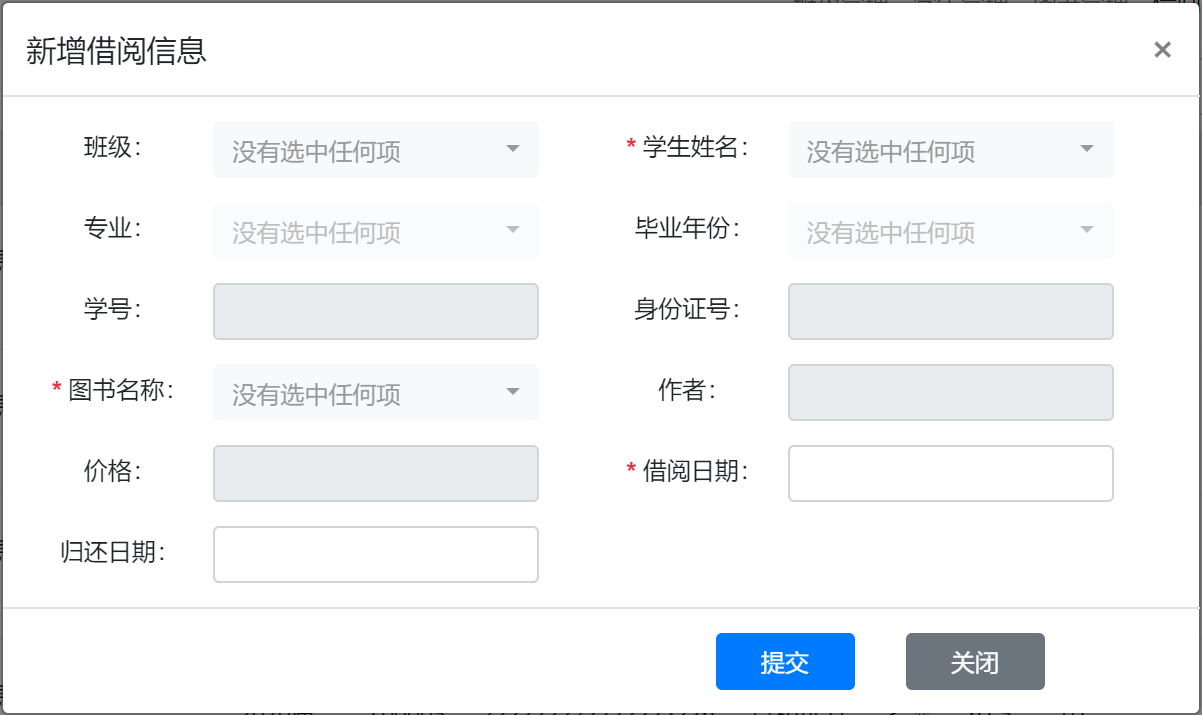 新增借阅信息 ×
班级： 没有选中任何项 * 学生姓名： 没有选中任何项
专业： 没有选中任何项 毕业年份： 没有选中任何项
学号： 身份证号：
* 图书名称： 没有选中任何项 作者：
价格： * 借阅日期：
归还日期：
提交 关闭